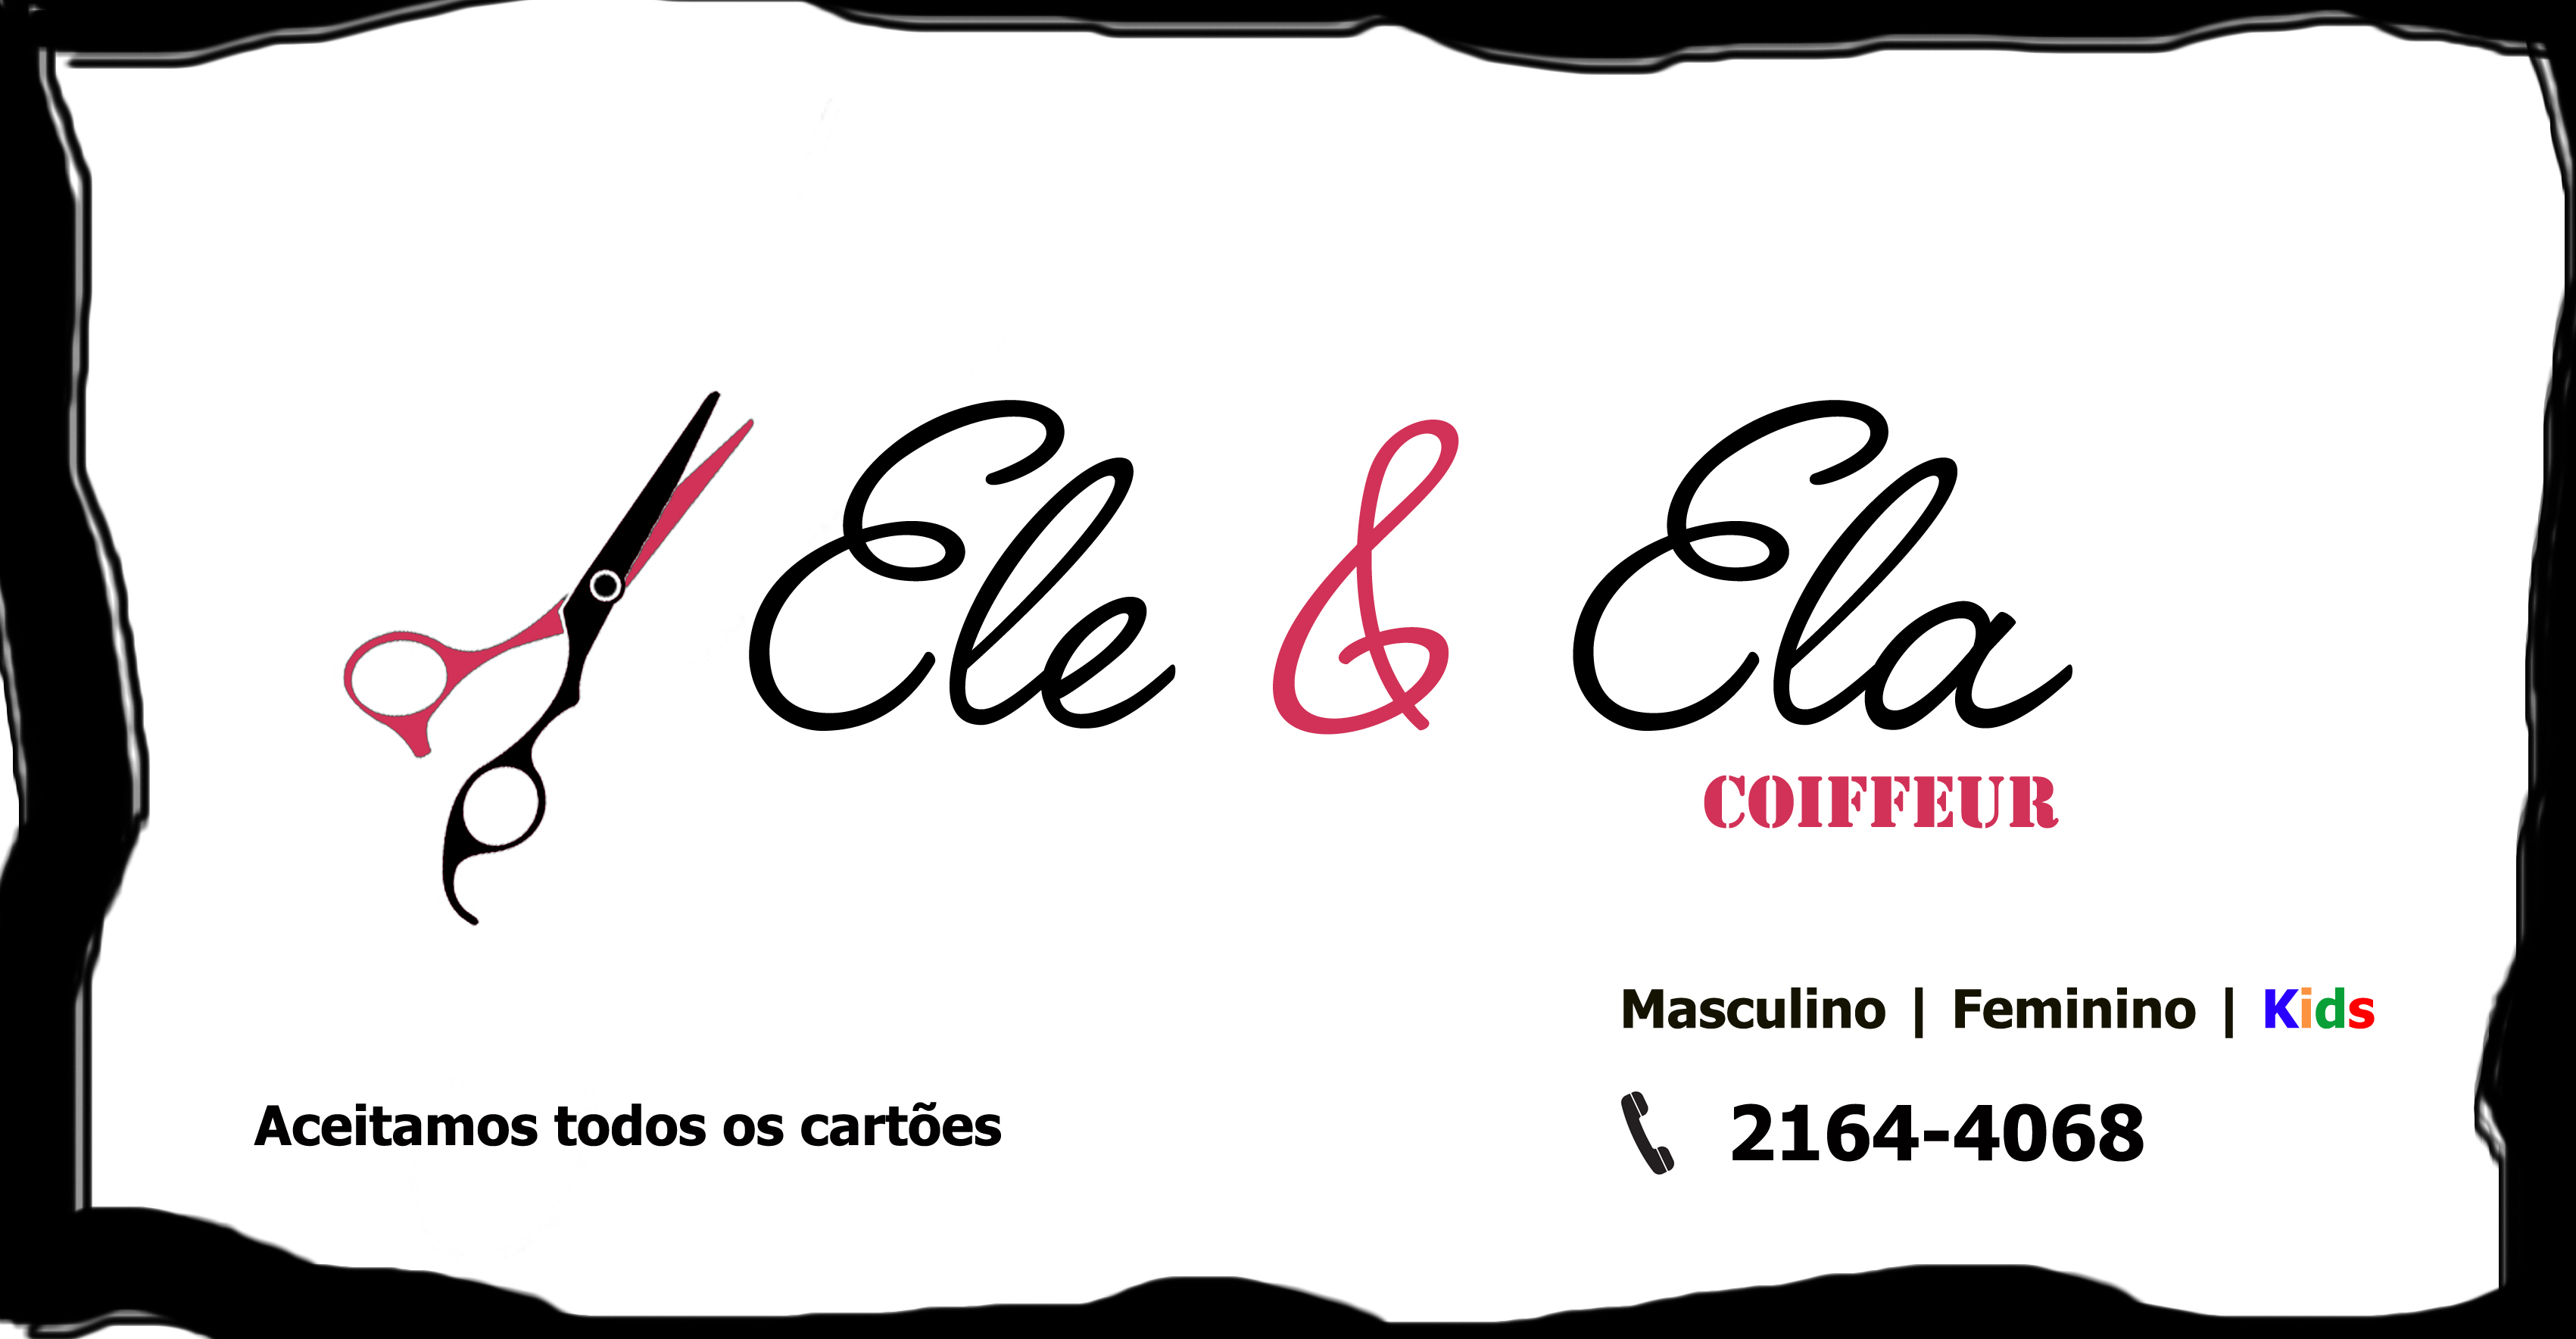 Ele & Ela
COIFFEUR
Masculino | Feminino | Kids
Aceitamos todos os cartões
2164-4068